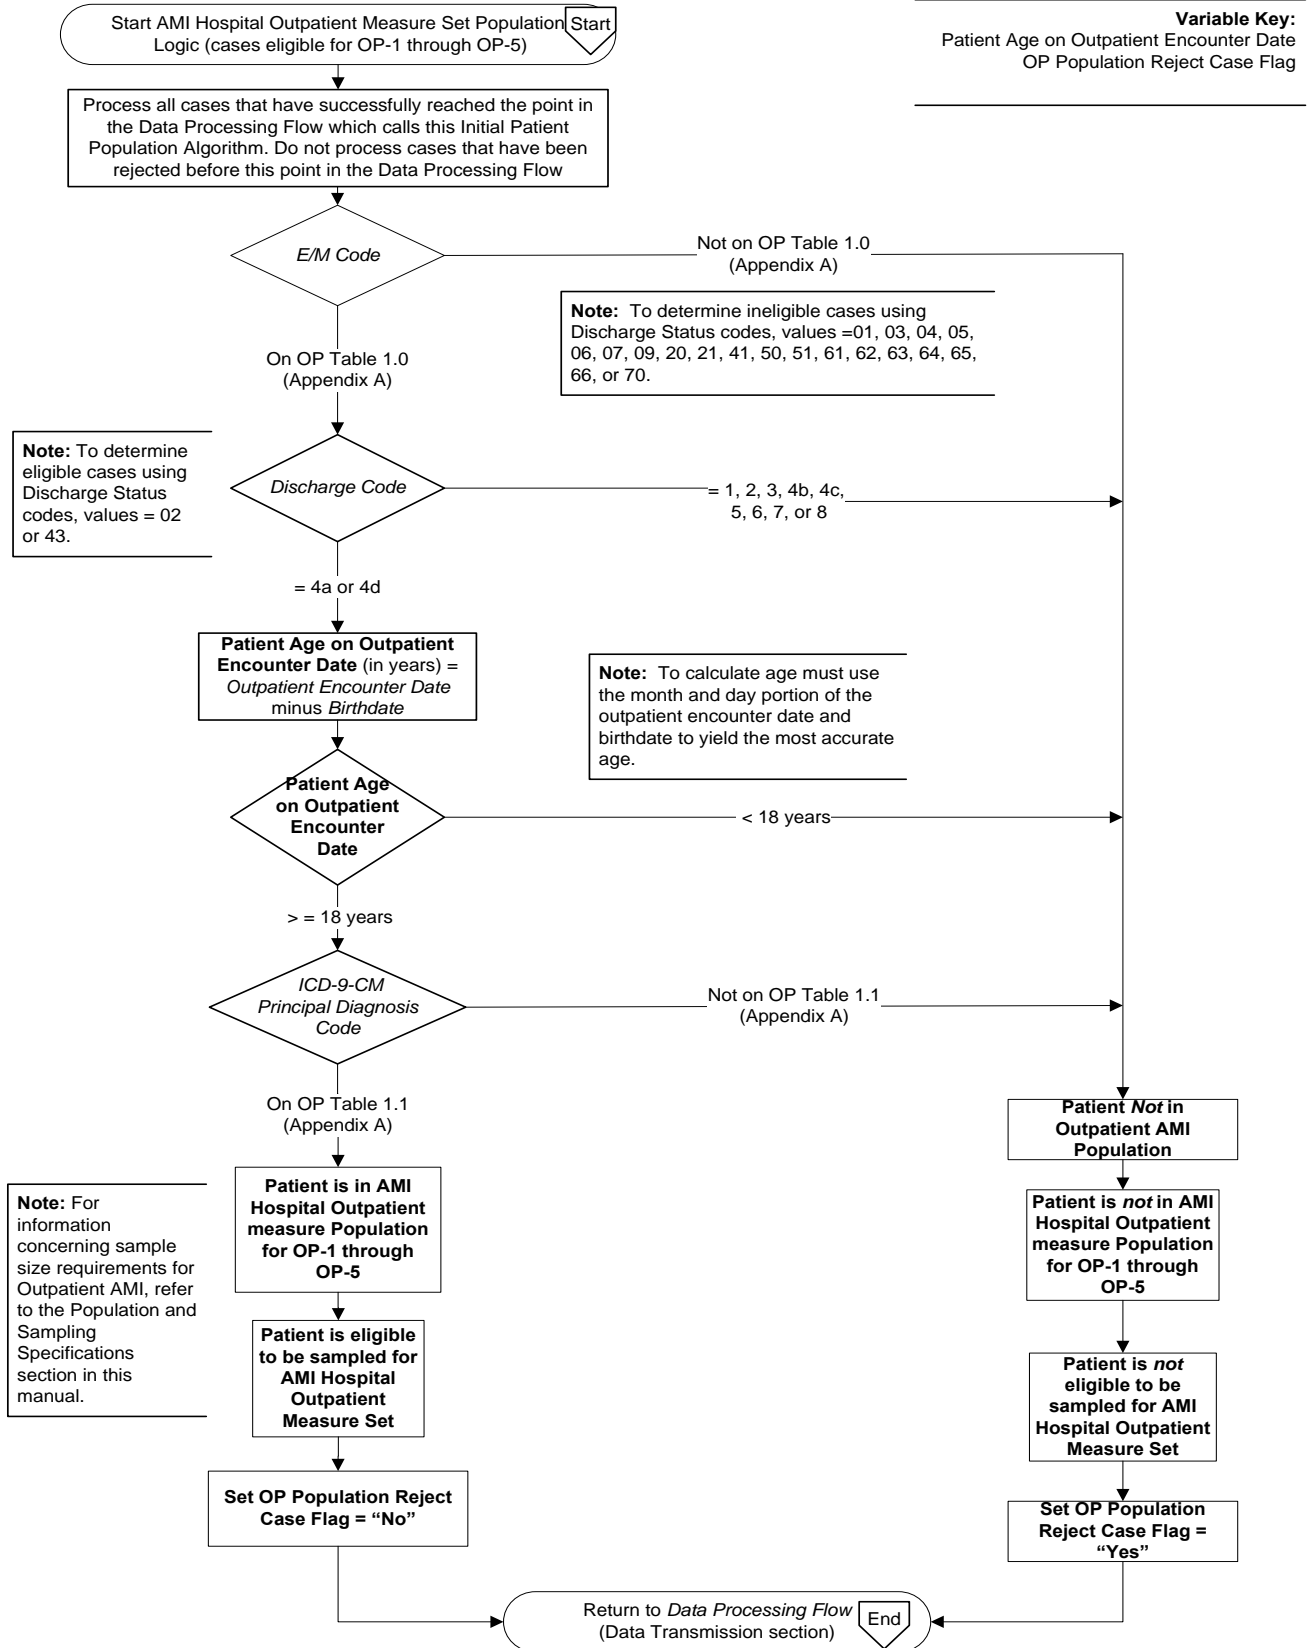 Start AMI Hospital Outpatient Measure Set Population
Logic (cases eligible for OP-1 through OP-5)
Start
Variable Key:
Patient Age on Outpatient Encounter Date
OP Population Reject Case Flag
Process all cases that have successfully reached the point in
the Data Processing Flow which calls this Initial Patient
Population Algorithm. Do not process cases that have been
rejected before this point in the Data Processing Flow
E/M Code
Not on OP Table 1.0
(Appendix A)
Note: To determine ineligible cases using
Discharge Status codes, values =01, 03, 04, 05,
06, 07, 09, 20, 21, 41, 50, 51, 61, 62, 63, 64, 65,
66, or 70.
On OP Table 1.0
(Appendix A)
Note: To determine
eligible cases using
Discharge Status
codes, values = 02
or 43.
Discharge Code
= 1, 2, 3, 4b, 4c,
5, 6, 7, or 8
= 4a or 4d
Patient Age on Outpatient
Encounter Date (in years) =
Outpatient Encounter Date
minus Birthdate
Note: To calculate age must use
the month and day portion of the
outpatient encounter date and
birthdate to yield the most accurate
age.
Patient Age
on Outpatient
Encounter
Date
< 18 years
> = 18 years
ICD-9-CM
Principal Diagnosis
Code
Not on OP Table 1.1
(Appendix A)
On OP Table 1.1
(Appendix A)
Patient Not in
Outpatient AMI
Population
Note: For
information
concerning sample
size requirements for
Outpatient AMI, refer
to the Population and
Sampling
Specifications
section in this
manual.
Patient is in AMI
Hospital Outpatient
measure Population
for OP-1 through
OP-5
Patient is not in AMI
Hospital Outpatient
measure Population
for OP-1 through
OP-5
Patient is eligible
to be sampled for
AMI Hospital
Outpatient
Measure Set
Patient is not
eligible to be
sampled for AMI
Hospital Outpatient
Measure Set
Set OP Population Reject
Case Flag = “No”
Set OP Population
Reject Case Flag =
“Yes”
Return to Data Processing Flow
(Data Transmission section)
End